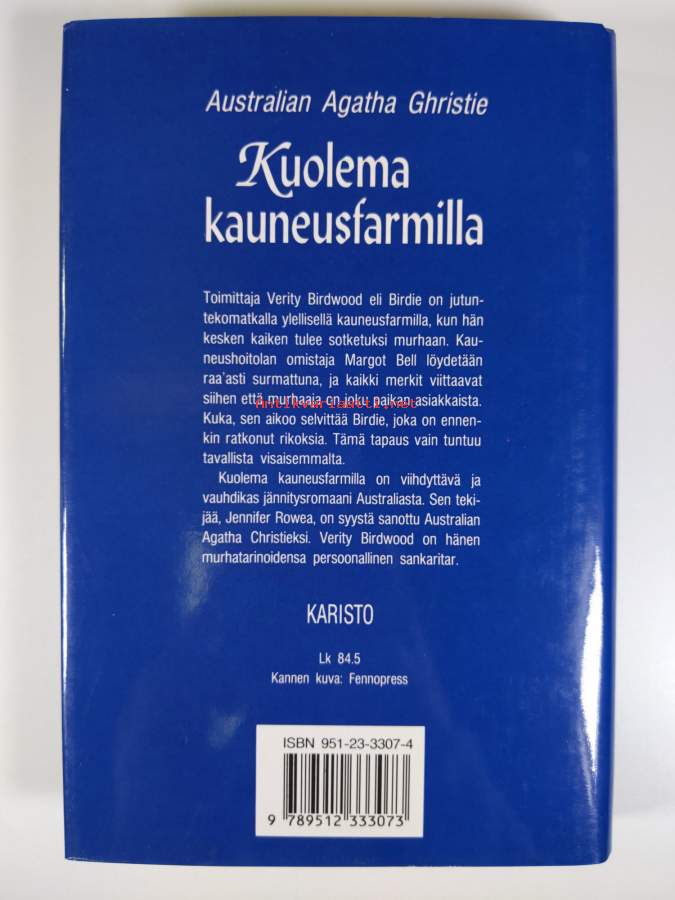 Australian Agatha Ghristie
Kuolema
kauneusfarmilla
Toimittaja Verity Birdwood eli Birdie on jutun-
tekomatkalla ylellisellä kauneusfarmilla, kun hän
kesken kaiken tulee sotketuksi murhaan. Kau-
neushoitolan omistaja Margot Bell löydetään
raa'asti surmattuna, ja kaikki merkit viittaavat
siihen että murhaaja on joku paikan asiakkaista.
Antikvariaatti.net
Kuka, sen aikoo selvittää Birdie, joka on ennen-
kin ratkonut rikoksia. Tämä tapaus vain tuntuu
tavallista visaisemmalta.
Kuolema kauneusfarmilla on viihdyttävä ja
vauhdikas jännitysromaani Australiasta. Sen teki-
jää, Jennifer Rowea, on syystä sanottu Australian
Agatha Christieksi. Verity Birdwood on hänen
murhatarinoidensa persoonallinen sankaritar.
KARISTO
Lk 84.5
Kannen kuva: Fennopress
ISBN 951-23-3307-4
9 789512 333073